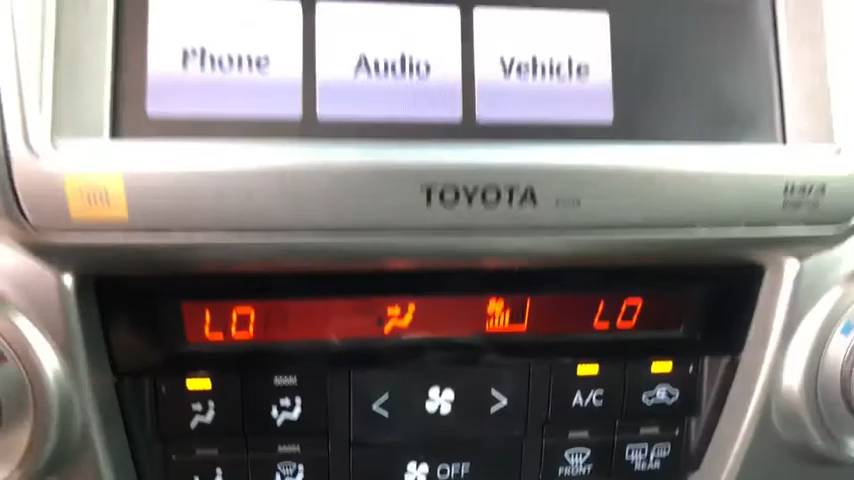 Phone Audio Vehicle
TOYOTA
LO LO
A/C
OFF
FRONT REAR